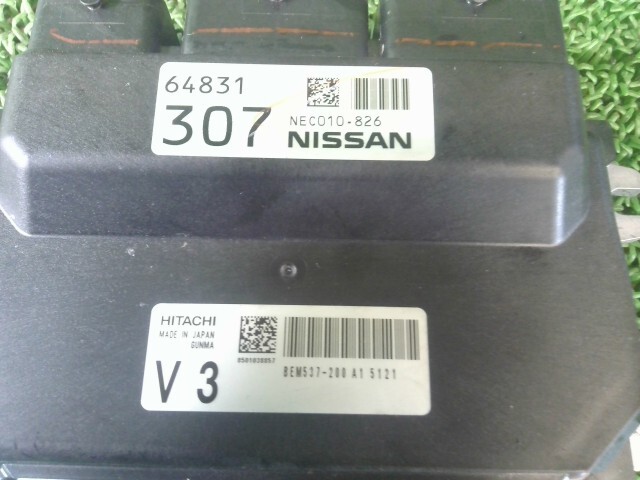 64831
307 NEC010-826
NISSAN
HITACHI
MADE IN JAPAN
GUNMA
V 3
BEM537-200 A1 5121